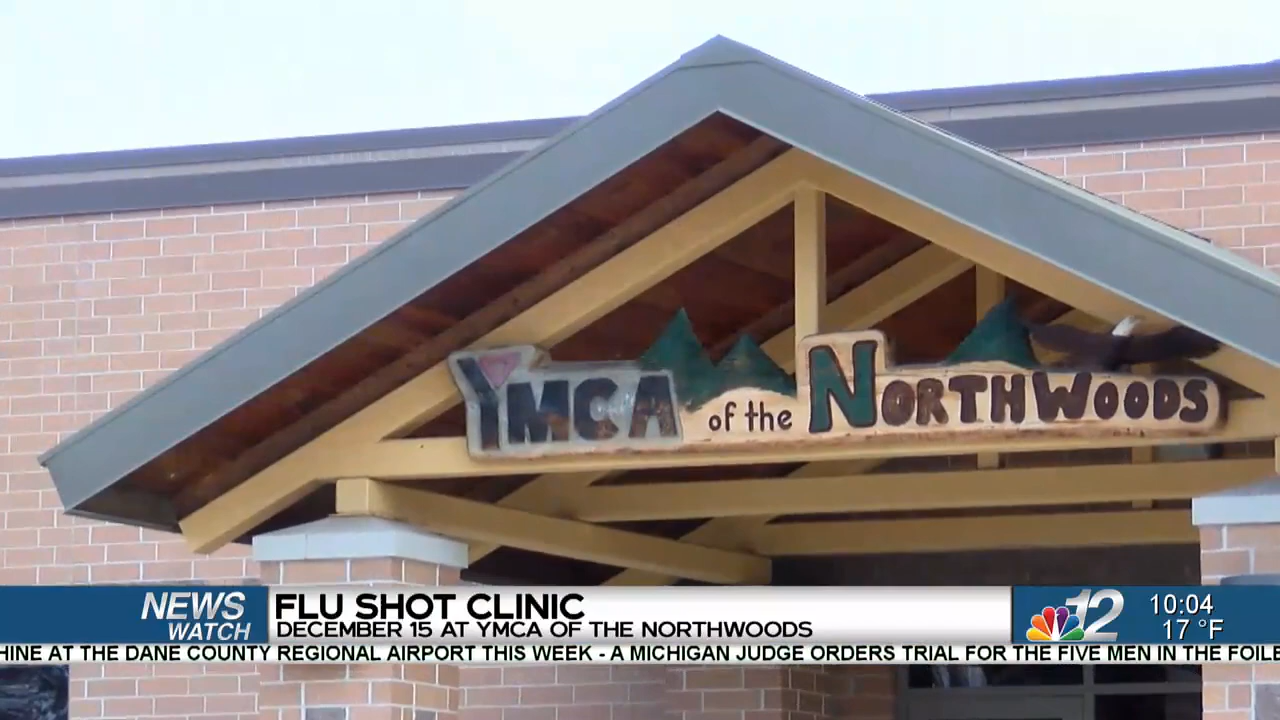 YMCA of the NORTHWOODS
NEWS WATCH
FLU SHOT CLINIC
DECEMBER 15 AT YMCA OF THE NORTHWOODS
12
10:04
17 °F
AT THE DANE COUNTY REGIONAL AIRPORT THIS WEEK - A MICHIGAN JUDGE ORDERS TRIAL FOR THE FIVE MEN IN THE